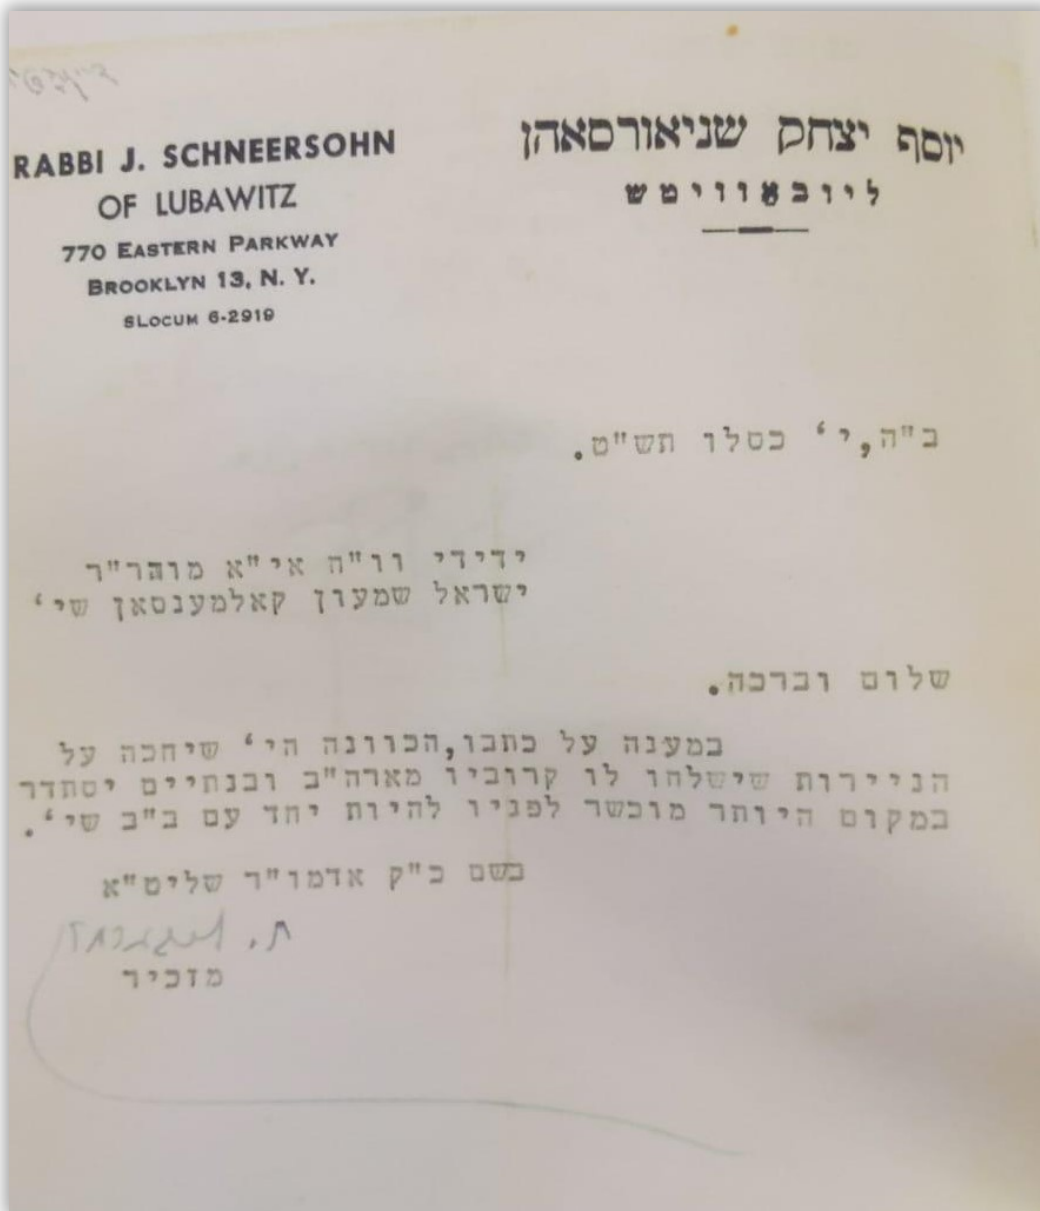 RABBI J. SCHNEERSOHN
OF LUBAWITZ
770 EASTERN PARKWAY
BROOKLYN 13, N. Y.
SLOCUM 6-2919
יוסף יצחק שניאורסאהן
ליובאוויטש
ב"ה, י' כסלו תש"ט.
ידידי וו"ה אי"א מוהר"ר
ישראל שמעון קאלמענסאן שי'
שלום וברכה.
במענה על כתבו, הכוונה הי' שיחכה על
הניירות שישלחו לו קרוביו מארה"ב ובנתיים יסתדר
במקום היותר מוכשר לפניו להיות יחד עם ב"ב שי'.
בשם כ"ק אדמו"ר שליט"א
מזכיר